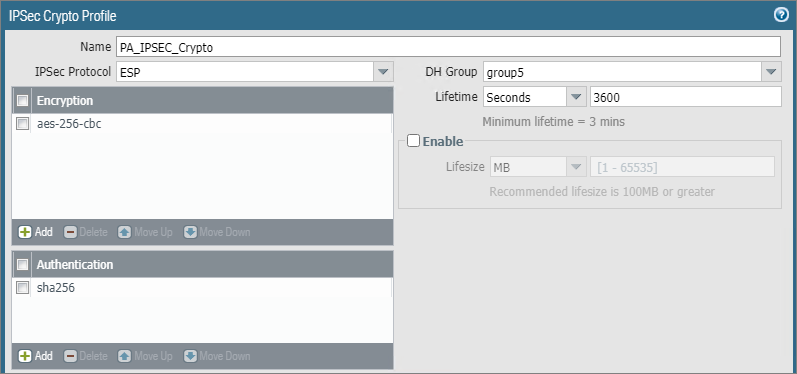 IPSec Crypto Profile
Name PA_IPSEC_Crypto
IPSec Protocol ESP
DH Group group5
Encryption
Lifetime Seconds 3600
aes-256-cbc
Minimum lifetime = 3 mins
Enable
Lifesize MB [1 - 65535]
Recommended lifesize is 100MB or greater
Add Delete Move Up Move Down
Authentication
sha256
Add Delete Move Up Move Down